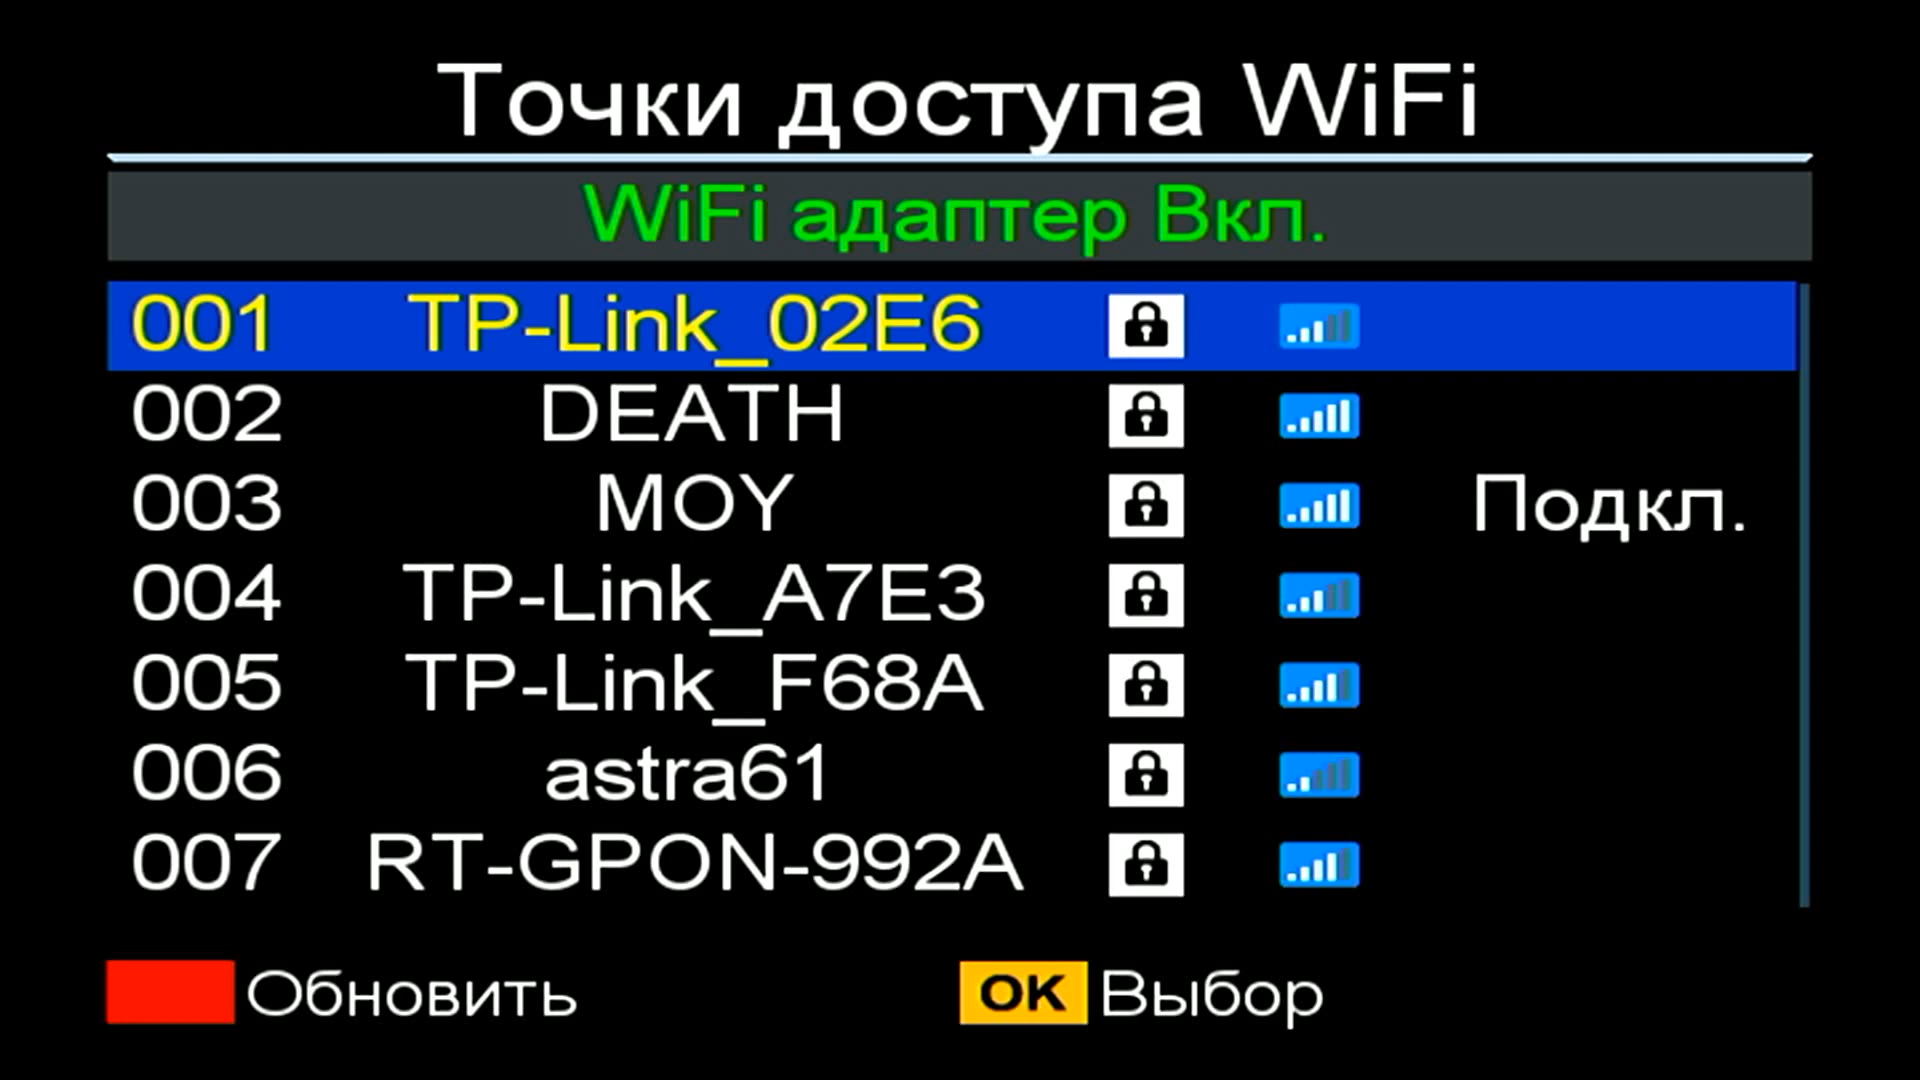 Точки доступа WiFi
WiFi адаптер Вкл.
001 TP-Link_02E6
002 DEATH
003 MOY Подкл.
004 TP-Link_A7E3
005 TP-Link_F68A
006 astra61
007 RT-GPON-992A
Обновить OK Выбор